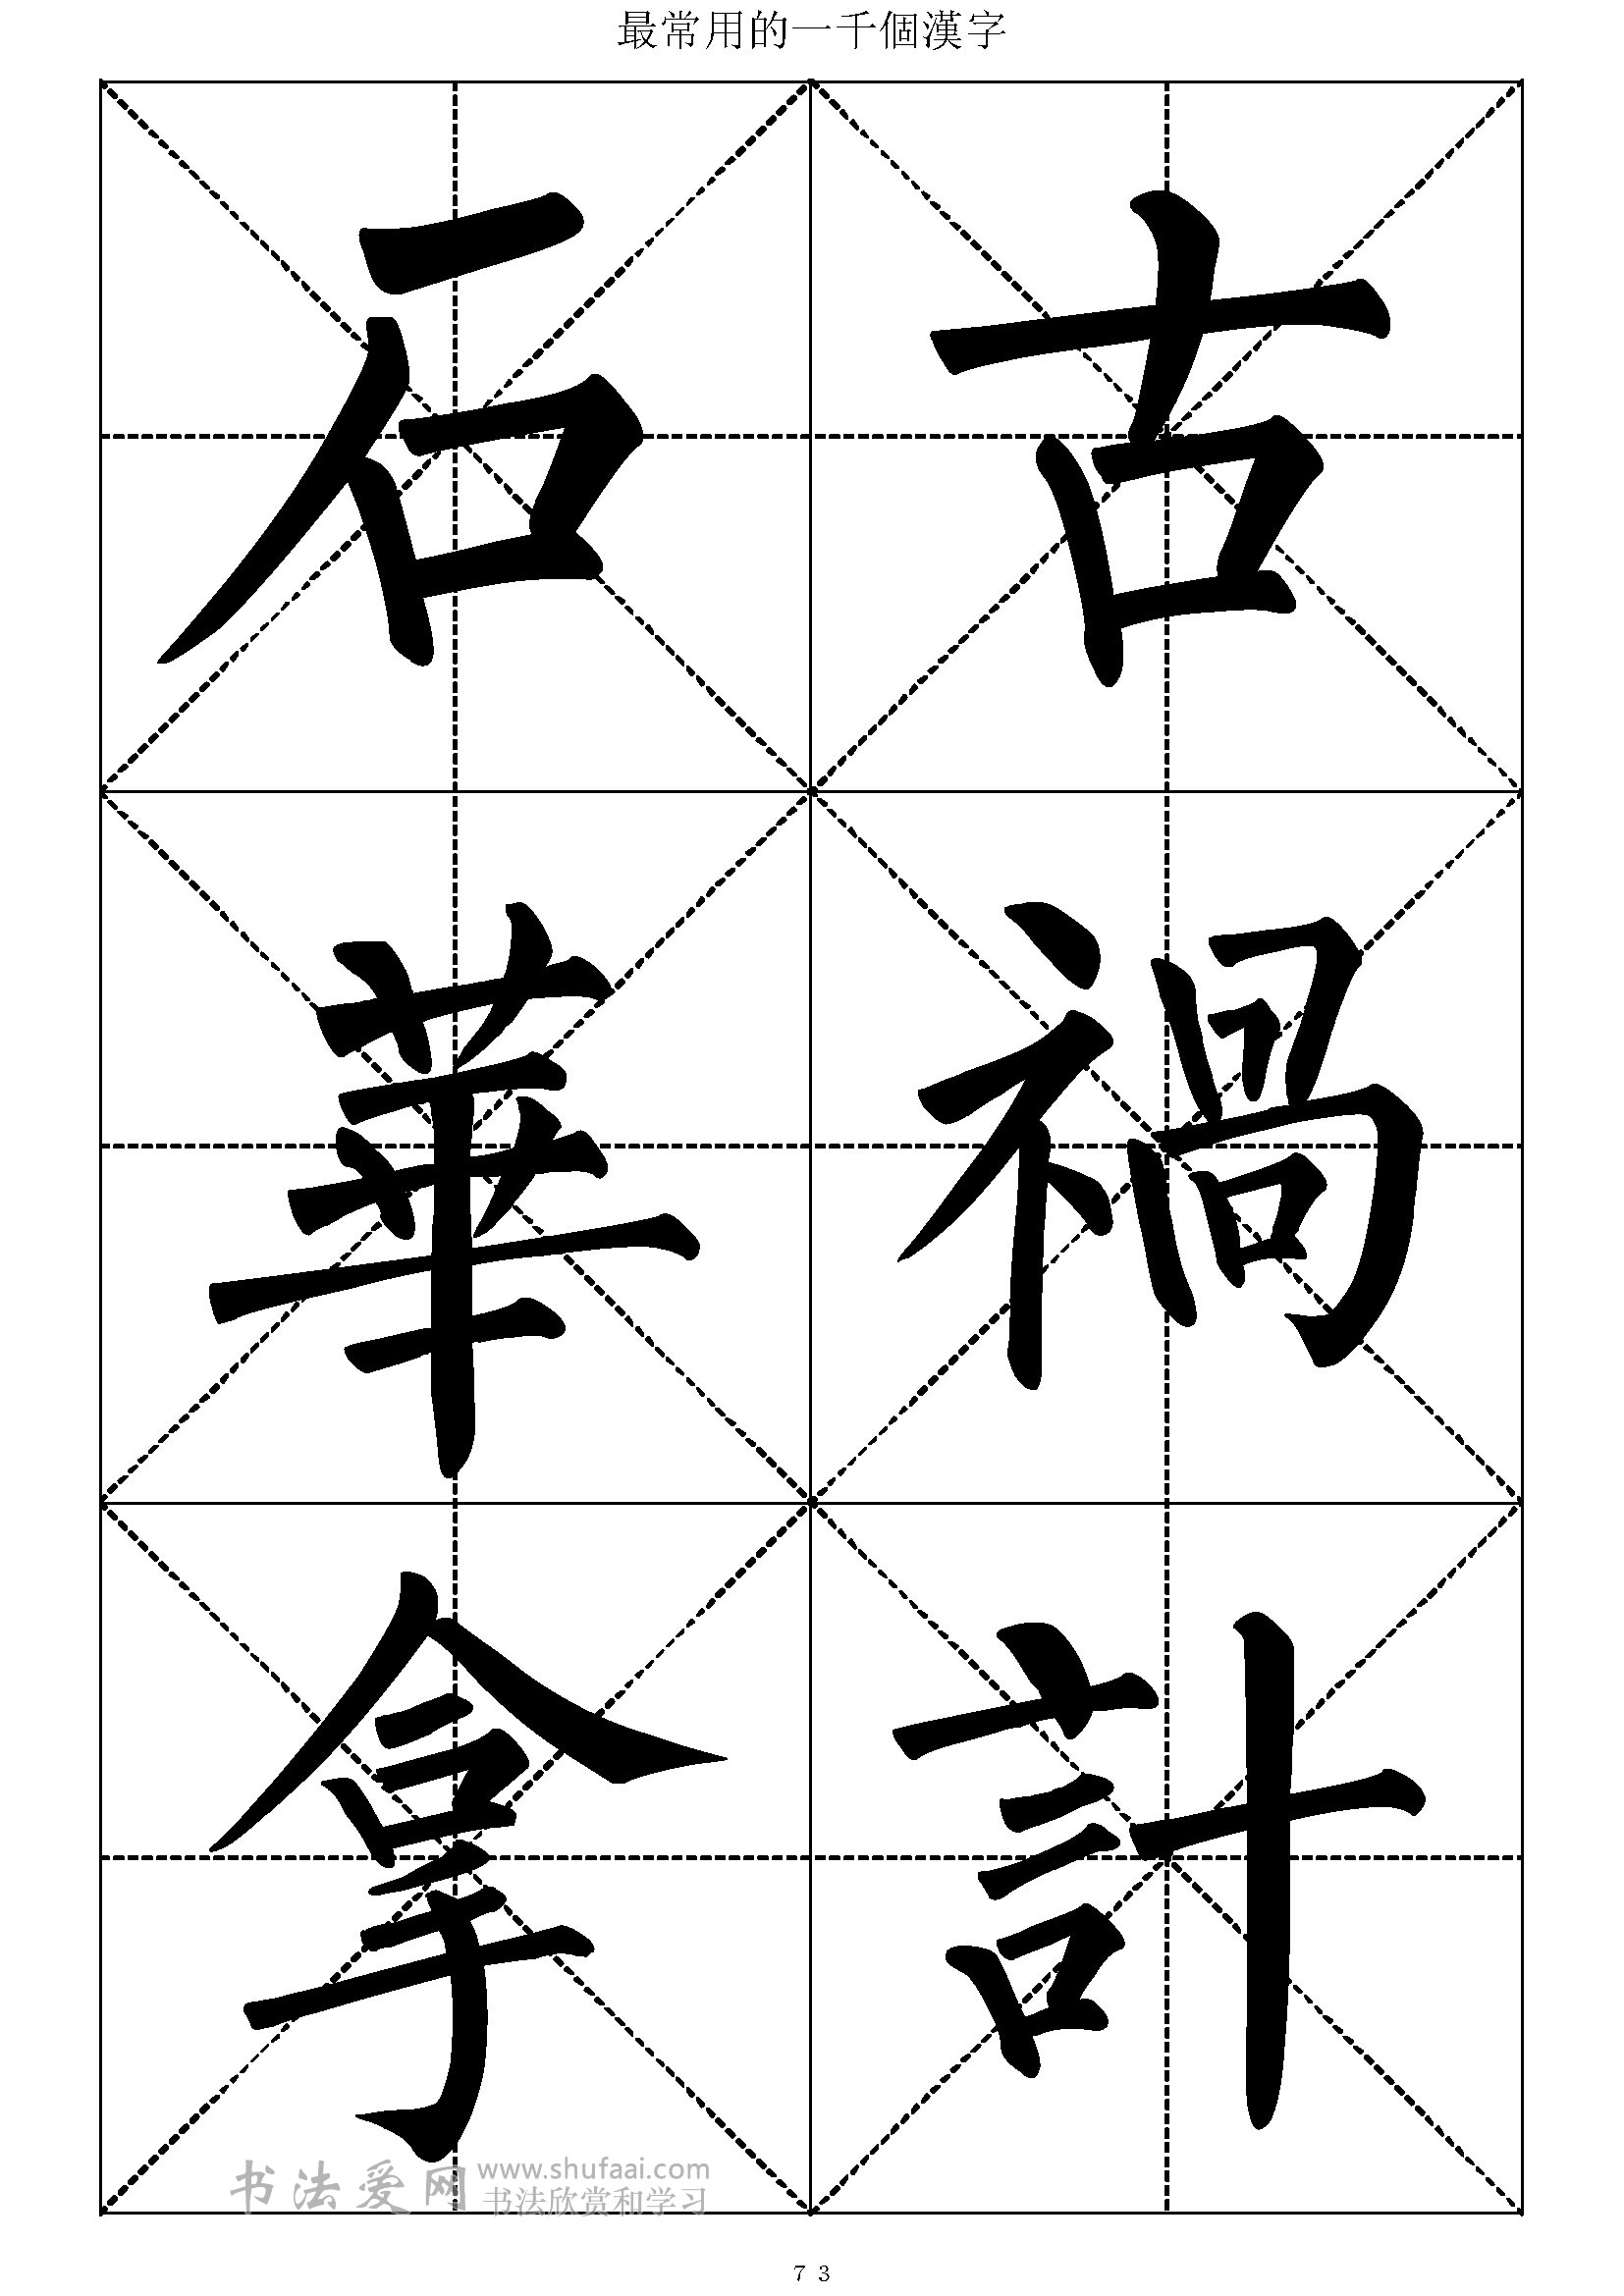 最常用的一千個漢字
石 古
華 禍
拿 計
书法爱网 www.shufaai.com
书法欣赏和学习
73